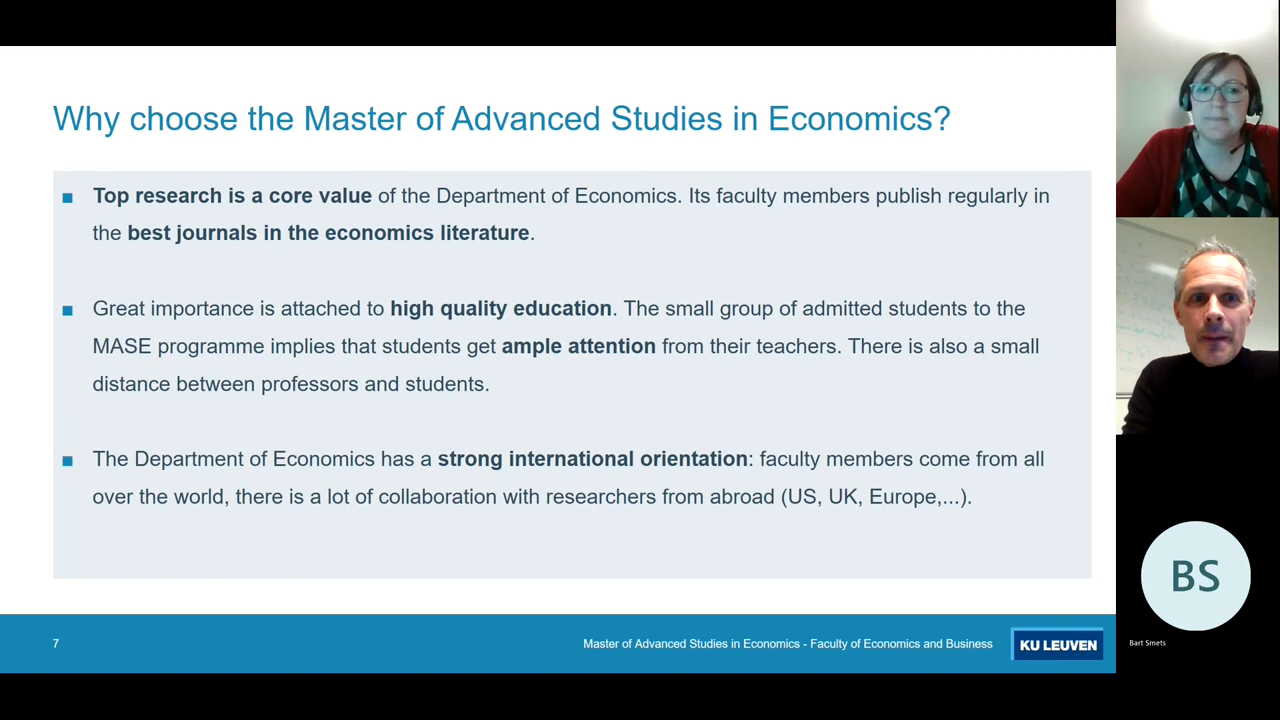 Why choose the Master of Advanced Studies in Economics?
■ Top research is a core value of the Department of Economics. Its faculty members publish regularly in
the best journals in the economics literature.
■ Great importance is attached to high quality education. The small group of admitted students to the
MASE programme implies that students get ample attention from their teachers. There is also a small
distance between professors and students.
■ The Department of Economics has a strong international orientation: faculty members come from all
over the world, there is a lot of collaboration with researchers from abroad (US, UK, Europe,...).
7
Master of Advanced Studies in Economics - Faculty of Economics and Business
KU LEUVEN
BS
Bart Smets